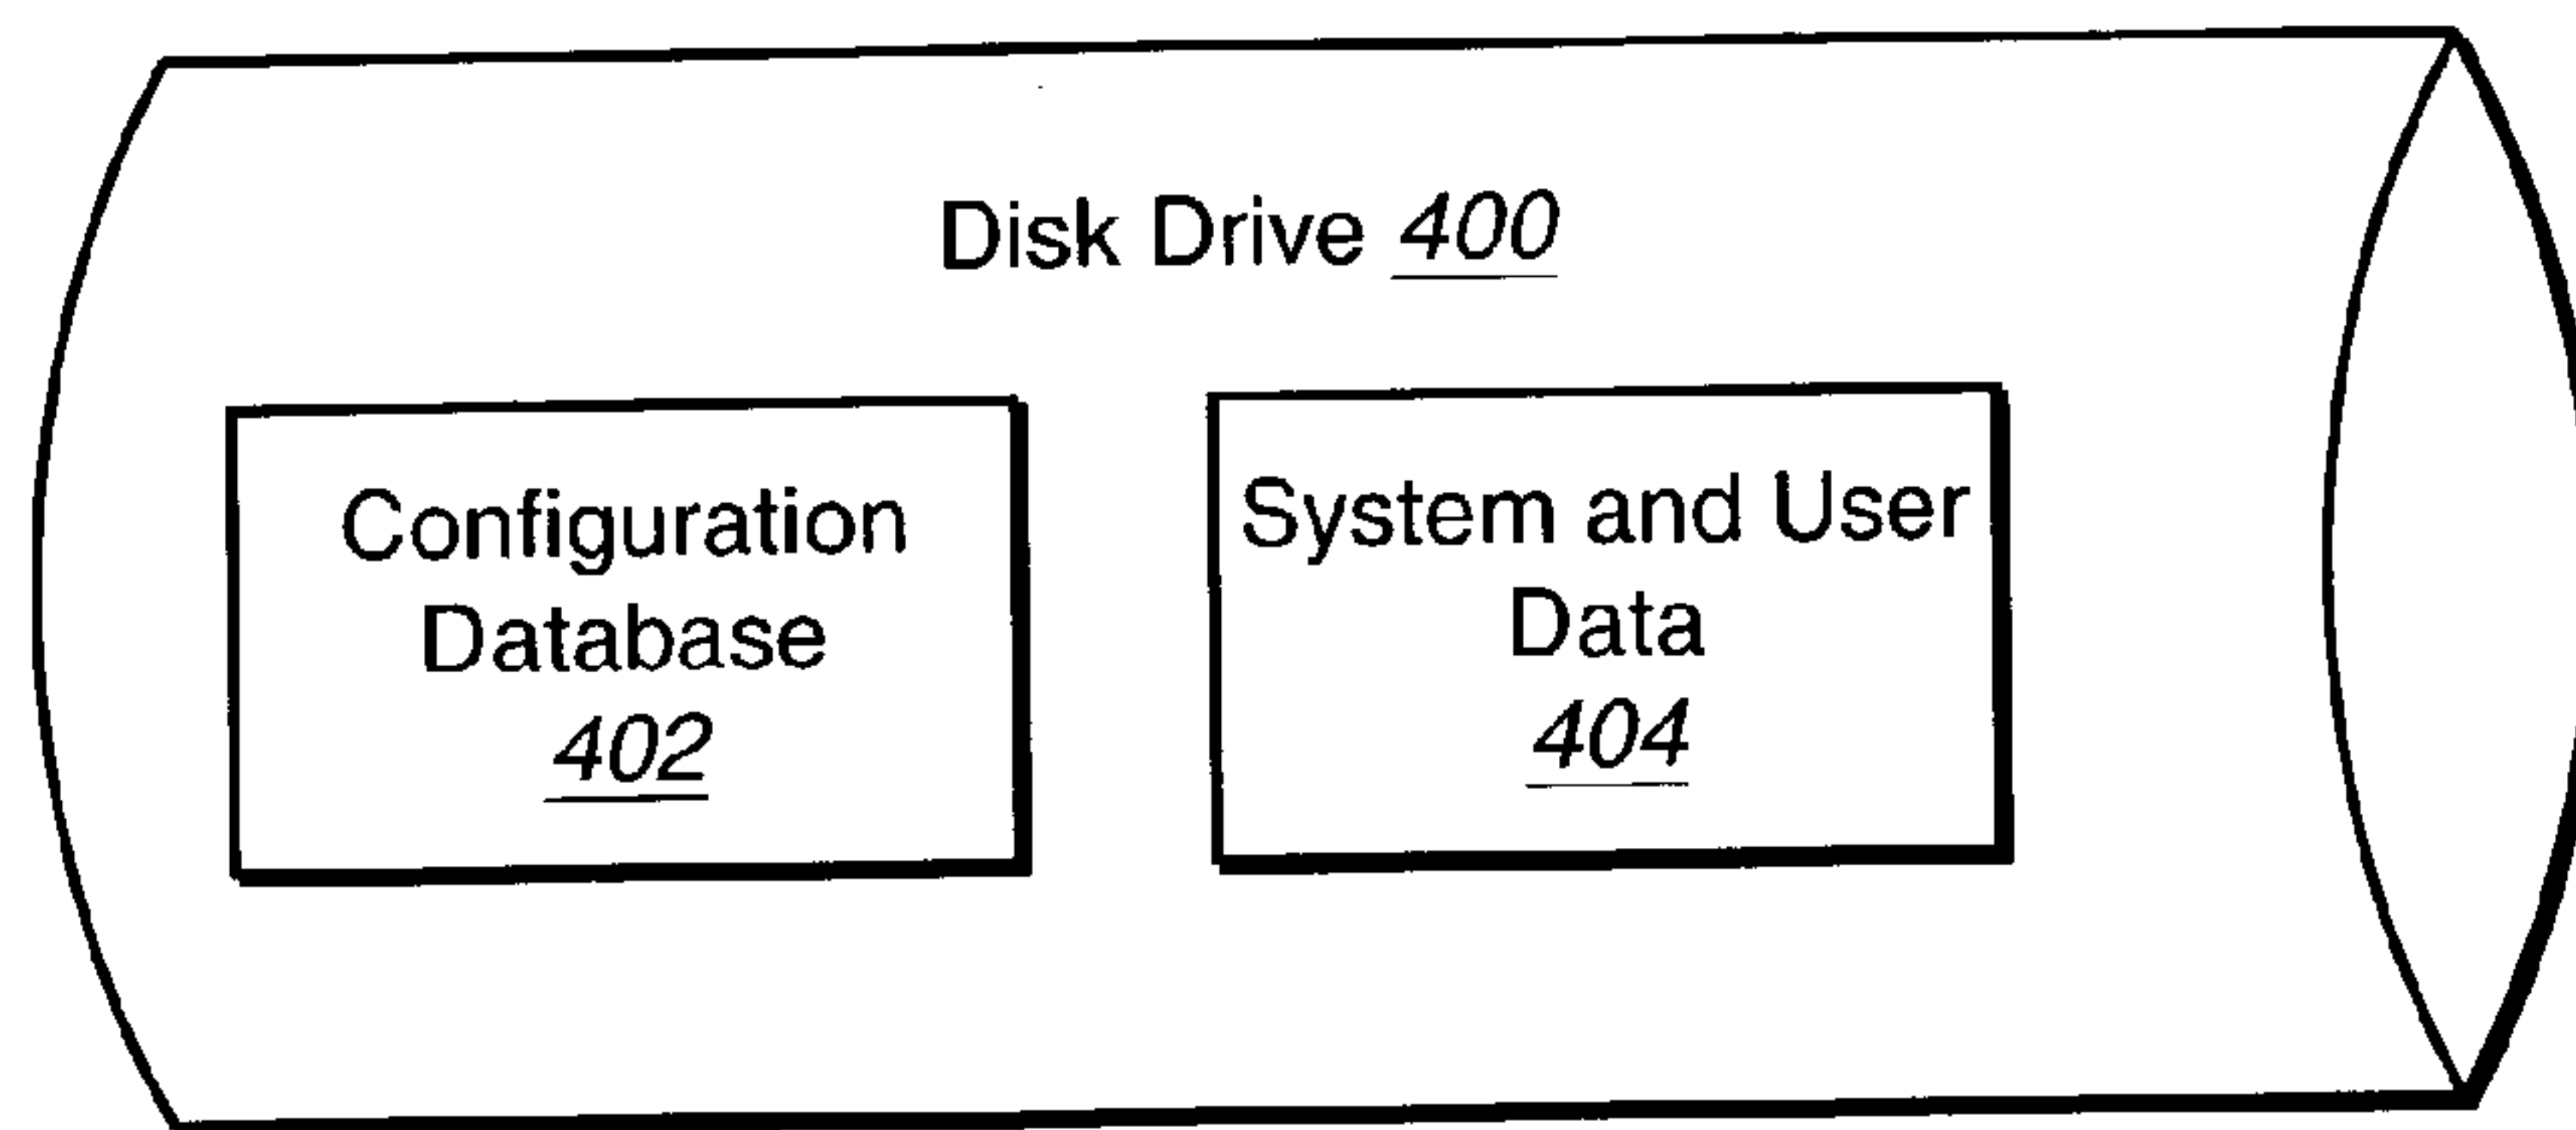 Disk Drive 400
Configuration
Database
402
System and User
Data
404